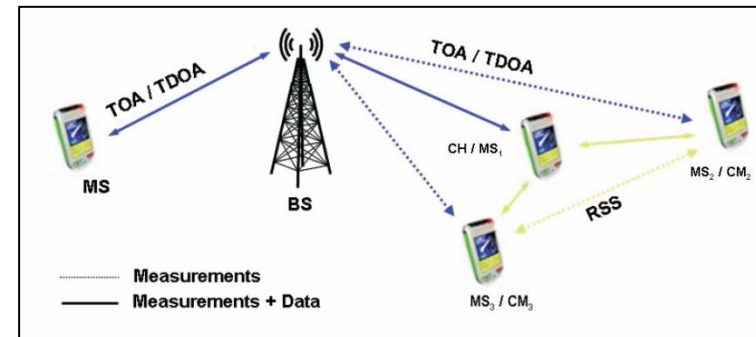 TOA / TDOA
TOA / TDOA
CH / MS₁
MS₂ / CM₂
MS
BS
RSS
MS₃ / CM₃
Measurements
Measurements + Data